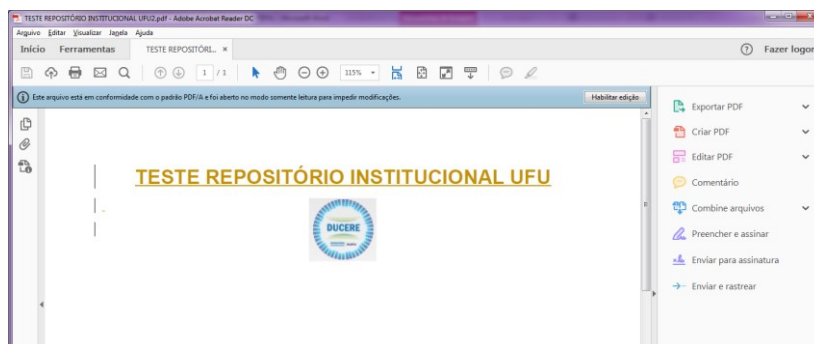 TESTE REPOSITÓRIO INSTITUCIONAL UFU2.pdf - Adobe Acrobat Reader DC
Arquivo Editar Visualizar Janela Ajuda
Início Ferramentas TESTE REPOSITÓRI... × Fazer logor
1 / 1 115%
Este arquivo está em conformidade com o padrão PDF/A e foi aberto no modo somente leitura para impedir modificações. Habilitar edição
Exportar PDF
Criar PDF
Editar PDF
Comentário
Combine arquivos
Preencher e assinar
Enviar para assinatura
Enviar e rastrear
TESTE REPOSITÓRIO INSTITUCIONAL UFU
DUCERE